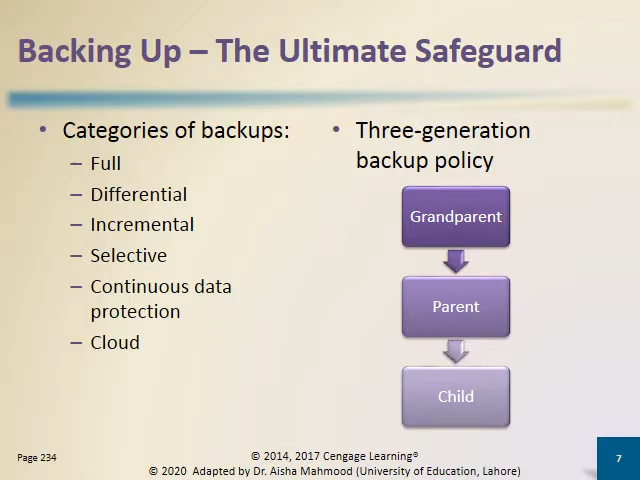 Backing Up – The Ultimate Safeguard
• Categories of backups:
– Full
– Differential
– Incremental
– Selective
– Continuous data
protection
– Cloud
• Three-generation
backup policy
Grandparent
Parent
Child
Page 234
© 2014, 2017 Cengage Learning®
© 2020 Adapted by Dr. Aisha Mahmood (University of Education, Lahore)
7